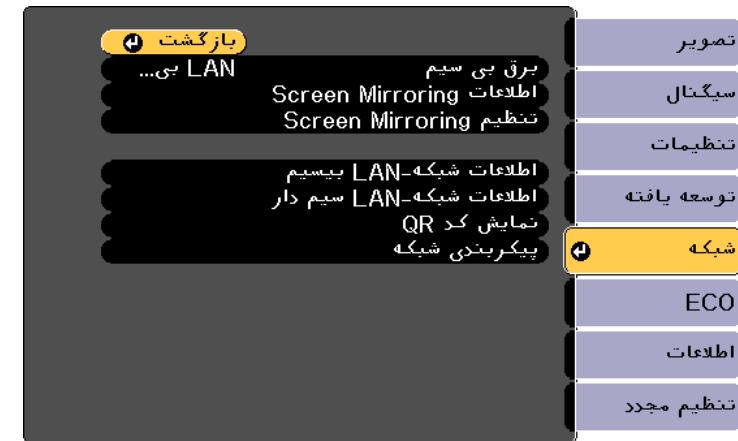 تصویر
سیگنال
تنظیمات
توسعه یافته
شبکه
ECO
اطلاعات
تنظیم مجدد
بازگشت
برق بی سیم LAN بی...
اطلاعات Screen Mirroring
تنظیم Screen Mirroring
اطلاعات شبکه-LAN بیسیم
اطلاعات شبکه-LAN سیم دار
نمایش کد QR
پیکربندی شبکه